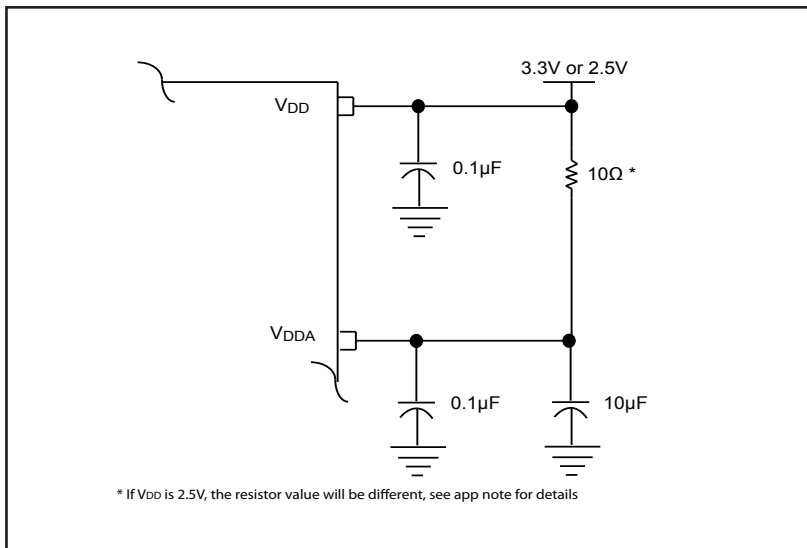 3.3V or 2.5V
VDD
0.1µF
10Ω *
VDDA
0.1µF
10µF
* If VDD is 2.5V, the resistor value will be different, see app note for details